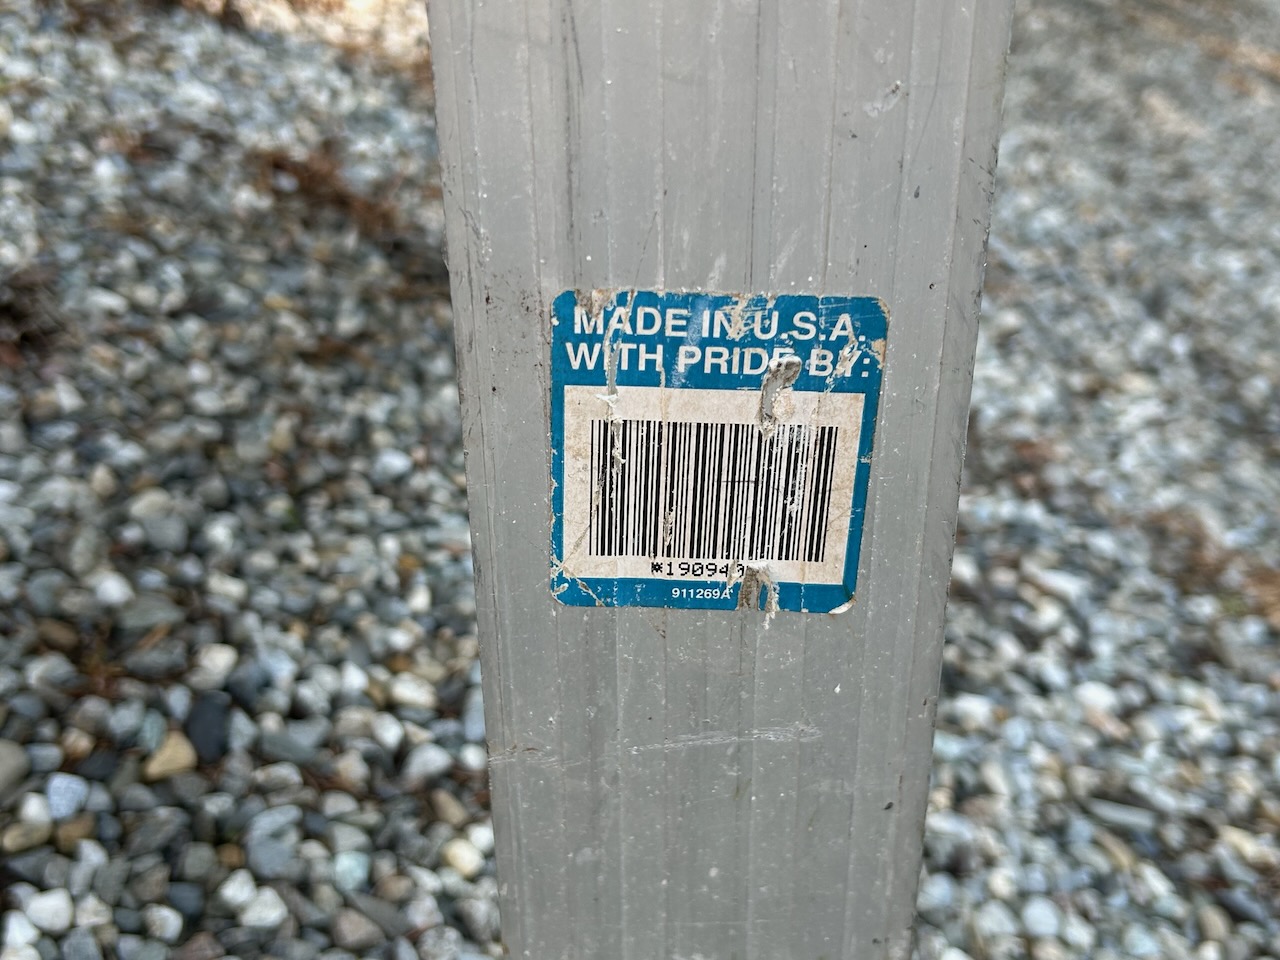 MADE IN U.S.A.
WITH PRIDE BY:
911269A